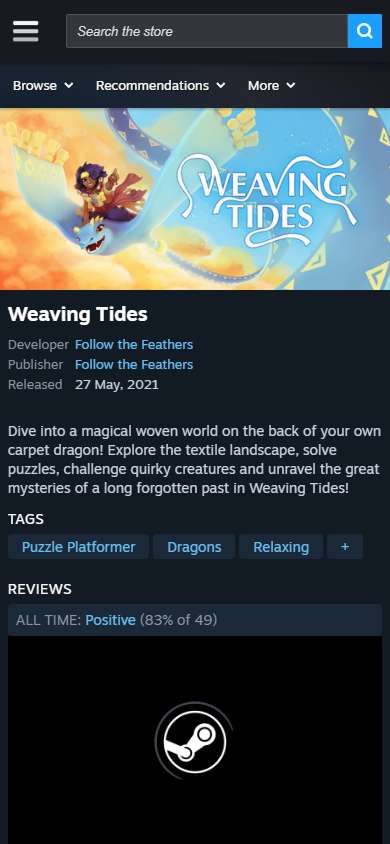 Search the store
Browse
Recommendations
More
WEAVING
TIDES
Weaving Tides
Developer Follow the Feathers
Publisher Follow the Feathers
Released 27 May, 2021
Dive into a magical woven world on the back of your own
carpet dragon! Explore the textile landscape, solve
puzzles, challenge quirky creatures and unravel the great
mysteries of a long forgotten past in Weaving Tides!
TAGS
Puzzle Platformer
Dragons
Relaxing
+
REVIEWS
ALL TIME: Positive (83% of 49)